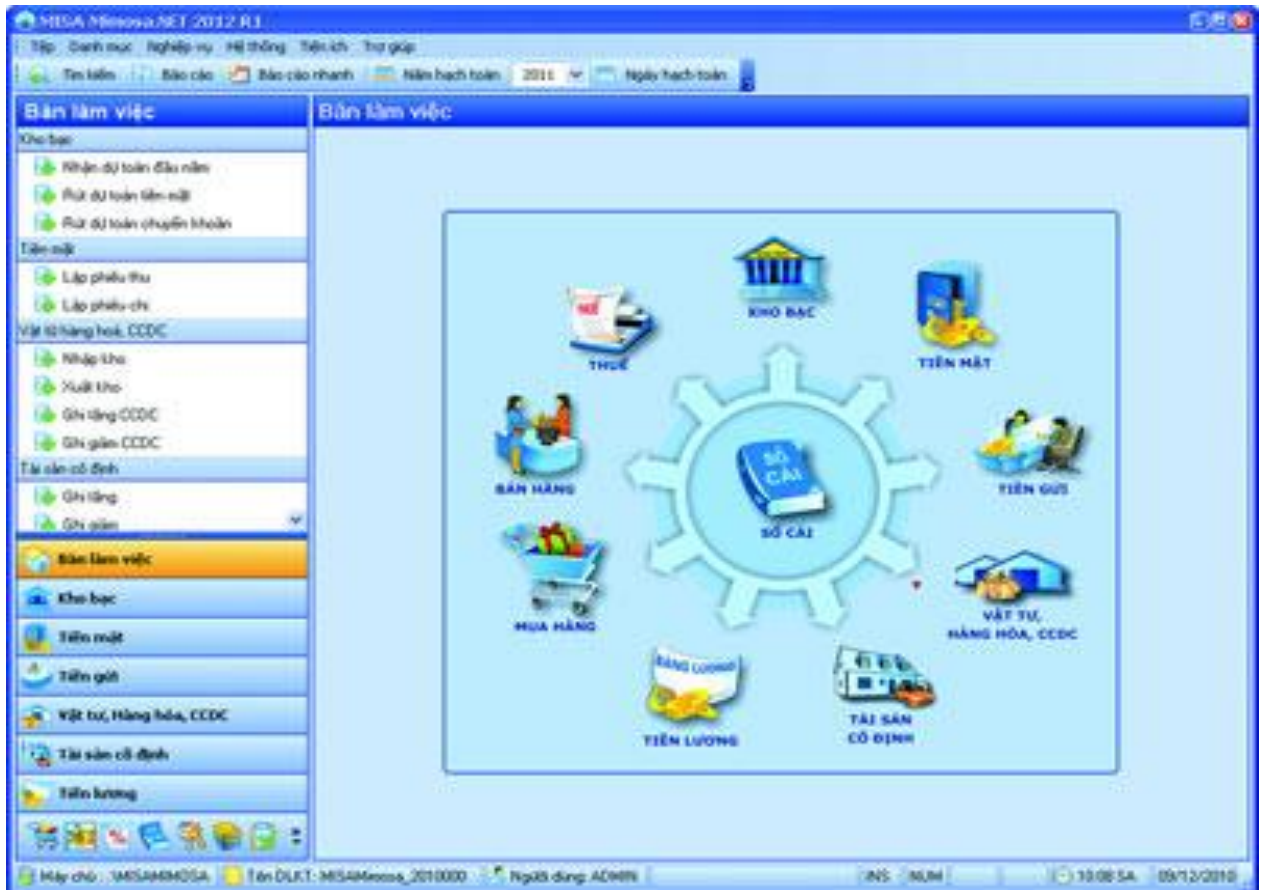 MISA Mimosa.NET 2012 R1
Tệp Danh mục Nghiệp vụ Hệ thống Tiện ích Trợ giúp
Tìm kiếm Báo cáo Báo cáo nhanh Năm hạch toán 2011 Ngày hạch toán
Bàn làm việc
Bàn làm việc
Kho bạc
Nhận dự toán đầu năm
Rút dự toán tiền mặt
Rút dự toán chuyển khoản
Tiền mặt
Lập phiếu thu
Lập phiếu chi
Vật tư hàng hoá, CCDC
Nhập kho
Xuất kho
Ghi tăng CCDC
Ghi giảm CCDC
Tài sản cố định
Ghi tăng
Ghi giảm
Bàn làm việc
Kho bạc
Tiền mặt
Tiền gửi
Vật tư, Hàng hóa, CCDC
Tài sản cố định
Tiền lương
KHO BẠC
THUẾ
TIỀN MẶT
BÁN HÀNG
SỔ
CÁI
SỔ CÁI
TIỀN GỬI
MUA HÀNG
VẬT TƯ,
HÀNG HÓA, CCDC
BẢNG LƯƠNG
TIỀN LƯƠNG
TÀI SẢN
CỐ ĐỊNH
Máy chủ : \MISAMIMOSA Tên DLKT: MISAMimosa_2010000 Người dùng: ADMIN INS NUM 10:08 SA 09/12/2010